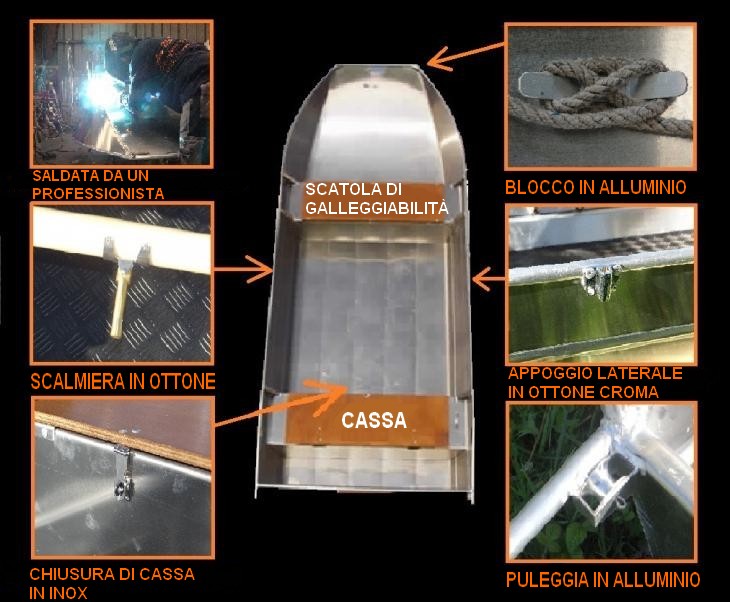 SALDATA DA UN
PROFESSIONISTA
SCATOLA DI
GALLEGGIABILITÀ
BLOCCO IN ALLUMINIO
SCALMIERA IN OTTONE
APPOGGIO LATERALE
IN OTTONE CROMA
CASSA
CHIUSURA DI CASSA
IN INOX
PULEGGIA IN ALLUMINIO